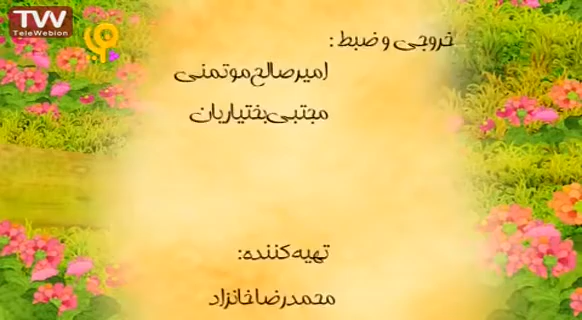 TW
TeleWebion
خروجی و ضبط :
امیرصالح موتمنی
مجتبی بختیاریان
تهیه کننده:
محمدرضا خانزاد